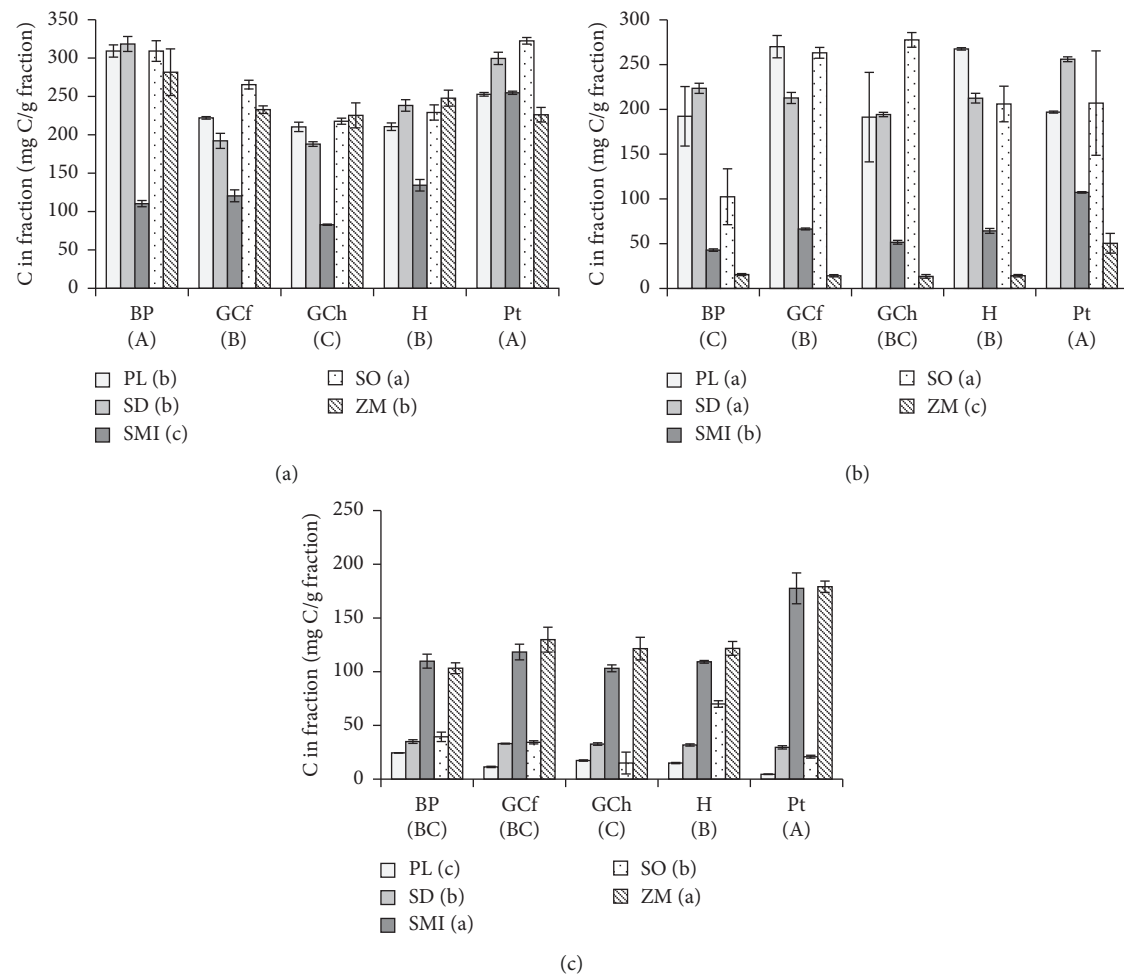 C in fraction (mg C/g fraction)
350
300
250
200
150
100
50
0
BP GCf GCh H Pt
(A) (B) (C) (B) (A)
PL (b) SO (a)
SD (b) ZM (b)
SMI (c)
(a)
C in fraction (mg C/g fraction)
300
250
200
150
100
50
0
BP GCf GCh H Pt
(C) (B) (BC) (B) (A)
PL (a) SO (a)
SD (a) ZM (c)
SMI (b)
(b)
C in fraction (mg C/g fraction)
250
200
150
100
50
0
BP GCf GCh H Pt
(BC) (BC) (C) (B) (A)
PL (c) SO (b)
SD (b) ZM (a)
SMI (a)
(c)